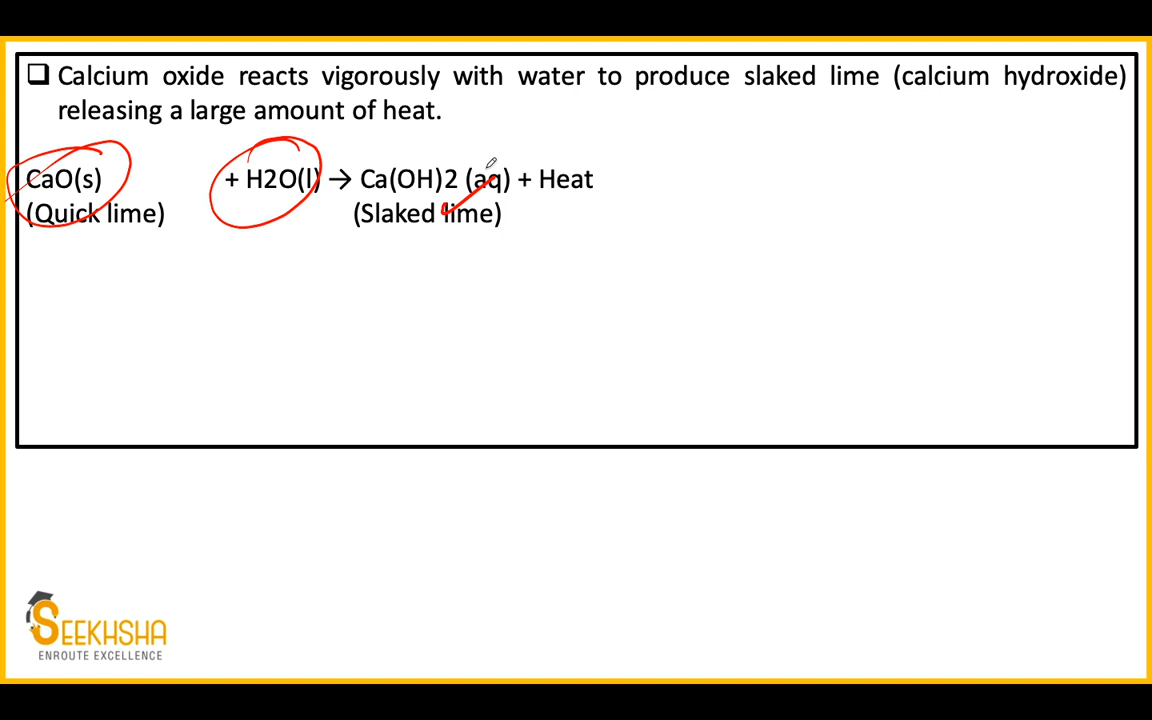 Calcium oxide reacts vigorously with water to produce slaked lime (calcium hydroxide)
releasing a large amount of heat.
CaO(s) + H2O(l) → Ca(OH)2 (aq) + Heat
(Quick lime) (Slaked lime)
SEEKHSHA
ENROUTE EXCELLENCE